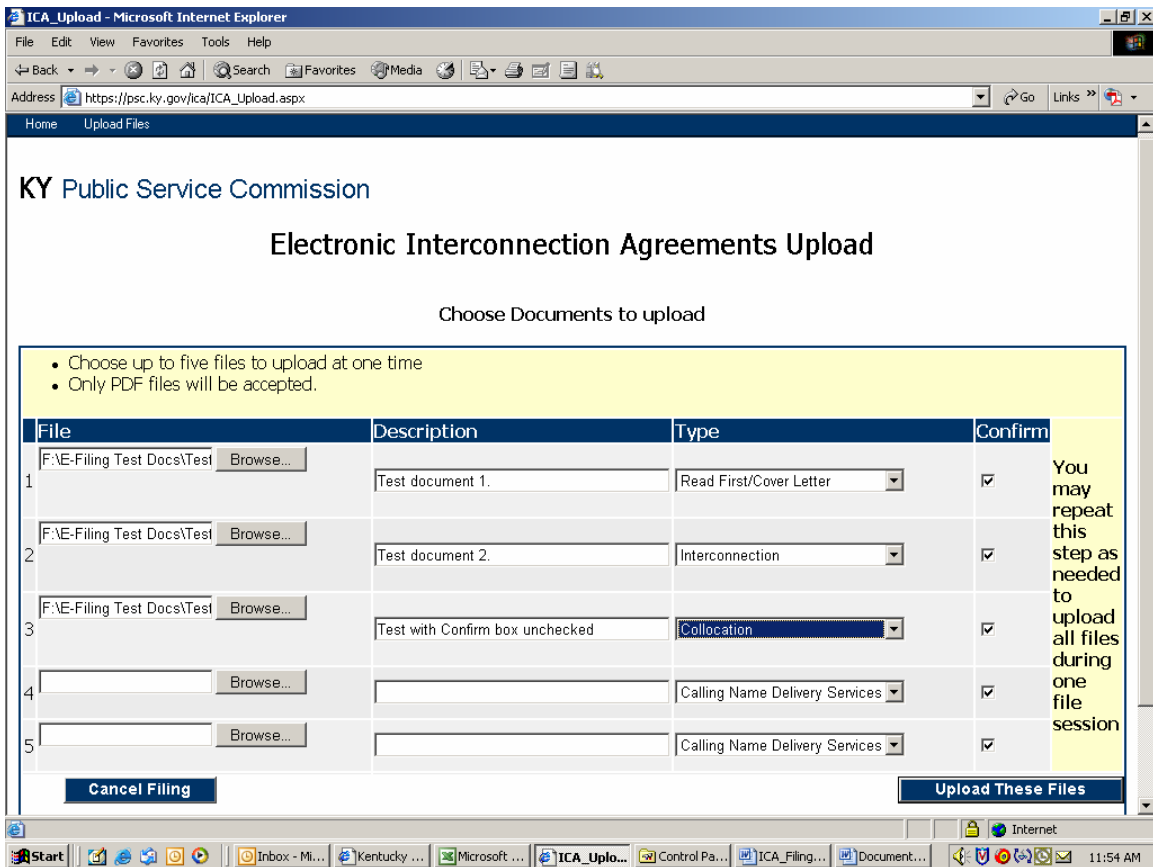 ICA_Upload - Microsoft Internet Explorer
File Edit View Favorites Tools Help
Back Search Favorites Media
Address https://psc.ky.gov/ica/ICA_Upload.aspx Go Links »
Home Upload Files
KY Public Service Commission
Electronic Interconnection Agreements Upload
Choose Documents to upload
• Choose up to five files to upload at one time
• Only PDF files will be accepted.
File Description Type Confirm
1 F:\E-Filing Test Docs\Test Browse... Test document 1. Read First/Cover Letter
2 F:\E-Filing Test Docs\Test Browse... Test document 2. Interconnection
3 F:\E-Filing Test Docs\Test Browse... Test with Confirm box unchecked Collocation
4 Browse... Calling Name Delivery Services
5 Browse... Calling Name Delivery Services
You
may
repeat
this
step as
needed
to
upload
all files
during
one
file
session
Cancel Filing Upload These Files
Internet
Start Inbox - Mi... Kentucky ... Microsoft ... ICA_Uplo... Control Pa... ICA_Filing... Document... 11:54 AM